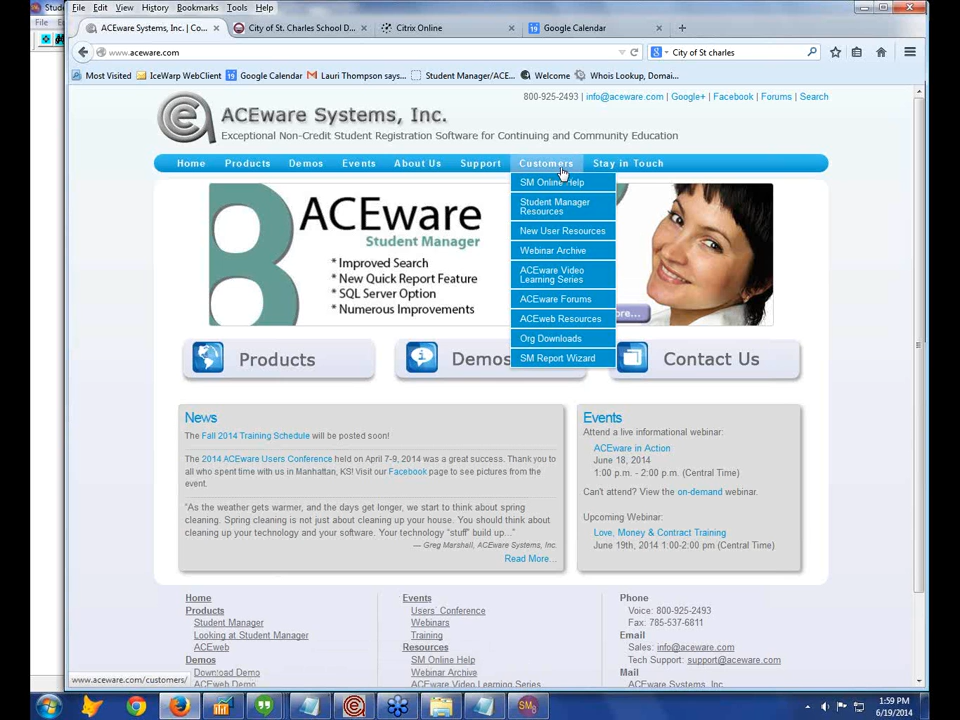 Stude
File Edit View History Bookmarks Tools Help
File
ACEware Systems, Inc. | Co...
City of St. Charles School D...
Citrix Online
Google Calendar
www.aceware.com
City of St charles
Most Visited IceWarp WebClient Google Calendar Lauri Thompson says... Student Manager/ACE... Welcome Whois Lookup, Domai...
800-925-2493 | info@aceware.com | Google+ | Facebook | Forums | Search
ACEware Systems, Inc.
Exceptional Non-Credit Student Registration Software for Continuing and Community Education
Home Products Demos Events About Us Support Customers Stay in Touch
SM Online Help
Student Manager
Resources
New User Resources
Webinar Archive
ACEware Video
Learning Series
ACEware Forums
ACEweb Resources
Org Downloads
SM Report Wizard
8 ACEware
Student Manager
* Improved Search
* New Quick Report Feature
* SQL Server Option
* Numerous Improvements
Products
Demos
Contact Us
News
The Fall 2014 Training Schedule will be posted soon!
The 2014 ACEware Users Conference held on April 7-9, 2014 was a great success. Thank you to
all who spent time with us in Manhattan, KS! Visit our Facebook page to see pictures from the
event.
"As the weather gets warmer, and the days get longer, we start to think about spring
cleaning. Spring cleaning is not just about cleaning up your house. You should think about
cleaning up your technology and your software. Your technology "stuff" build up..."
— Greg Marshall, ACEware Systems, Inc.
Read More...
Events
Attend a live informational webinar:
ACEware in Action
June 18, 2014
1:00 p.m. - 2:00 p.m. (Central Time)
Can't attend? View the on-demand webinar.
Upcoming Webinar:
Love, Money & Contract Training
June 19th, 2014 1:00-2:00 pm (Central Time)
Home
Products
Student Manager
Looking at Student Manager
ACEweb
Demos
Download Demo
ACEweb Demo
Events
Users' Conference
Webinars
Training
Resources
SM Online Help
Webinar Archive
ACEware Video Learning Series
Phone
Voice: 800-925-2493
Fax: 785-537-6811
Email
Sales: info@aceware.com
Tech Support: support@aceware.com
Mail
ACEware Systems, Inc.
www.aceware.com/customers/
1:59 PM
6/19/2014